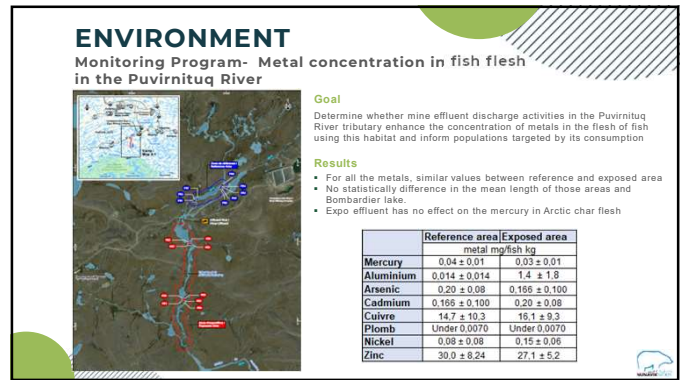 ENVIRONMENT
Monitoring Program- Metal concentration in fish flesh
in the Puvirnituq River
Goal
Determine whether mine effluent discharge activities in the Puvirnituq
River tributary enhance the concentration of metals in the flesh of fish
using this habitat and inform populations targeted by its consumption
Results
▪ For all the metals, similar values between reference and exposed area
▪ No statistically difference in the mean length of those areas and
Bombardier lake.
▪ Expo effluent has no effect on the mercury in Arctic char flesh
Reference area Exposed area
metal mg/fish kg
Mercury 0,04 ± 0,01 0,03 ± 0,01
Aluminium 0,014 ± 0,014 1,4 ± 1,8
Arsenic 0,20 ± 0,08 0,166 ± 0,100
Cadmium 0,166 ± 0,100 0,20 ± 0,08
Cuivre 14,7 ± 10,3 16,1 ± 9,3
Plomb Under 0,0070 Under 0,0070
Nickel 0,08 ± 0,08 0,15 ± 0,06
Zinc 30,0 ± 8,24 27,1 ± 5,2